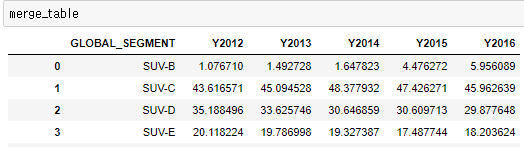 merge_table
GLOBAL_SEGMENT Y2012 Y2013 Y2014 Y2015 Y2016
0 SUV-B 1.076710 1.492728 1.647823 4.476272 5.956089
1 SUV-C 43.616571 45.094528 48.377932 47.426271 45.962639
2 SUV-D 35.188496 33.625746 30.646859 30.609713 29.877648
3 SUV-E 20.118224 19.786998 19.327387 17.487744 18.203624